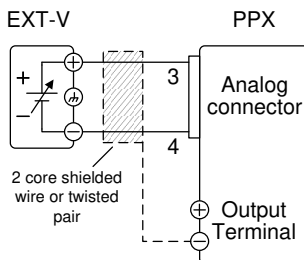 EXT-V
PPX
+
−
+
−
3
4
Analog
connector
2 core shielded
wire or twisted
pair
+
−
Output
Terminal